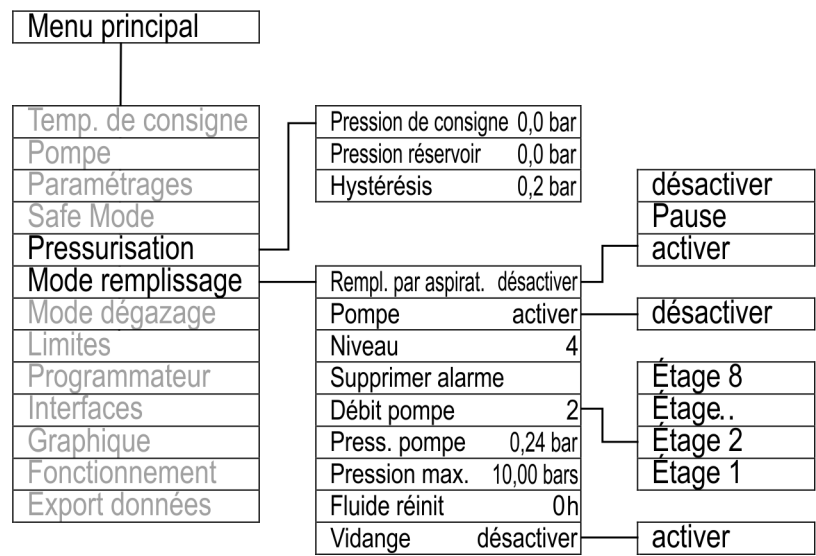 Menu principal
Temp. de consigne
Pompe
Paramétrages
Safe Mode
Pressurisation
Mode remplissage
Mode dégazage
Limites
Programmateur
Interfaces
Graphique
Fonctionnement
Export données
Pression de consigne 0,0 bar
Pression réservoir 0,0 bar
Hystérésis 0,2 bar
Rempl. par aspirat. désactiver
Pompe activer
Niveau 4
Supprimer alarme
Débit pompe 2
Press. pompe 0,24 bar
Pression max. 10,00 bars
Fluide réinit 0h
Vidange désactiver
désactiver
Pause
activer
désactiver
Étage 8
Étage..
Étage 2
Étage 1
activer